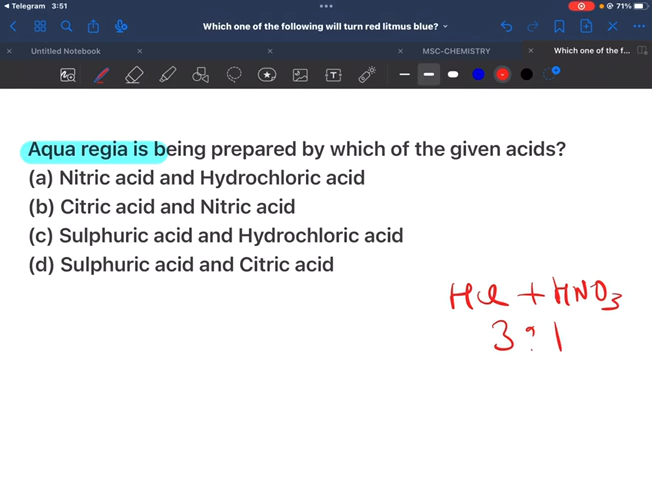 Telegram 3:51
71%
Which one of the following will turn red litmus blue?
Untitled Notebook
MSC-CHEMISTRY
Which one of the f...
Aqua regia is being prepared by which of the given acids?
(a) Nitric acid and Hydrochloric acid
(b) Citric acid and Nitric acid
(c) Sulphuric acid and Hydrochloric acid
(d) Sulphuric acid and Citric acid
HCl + HNO3
3 : 1